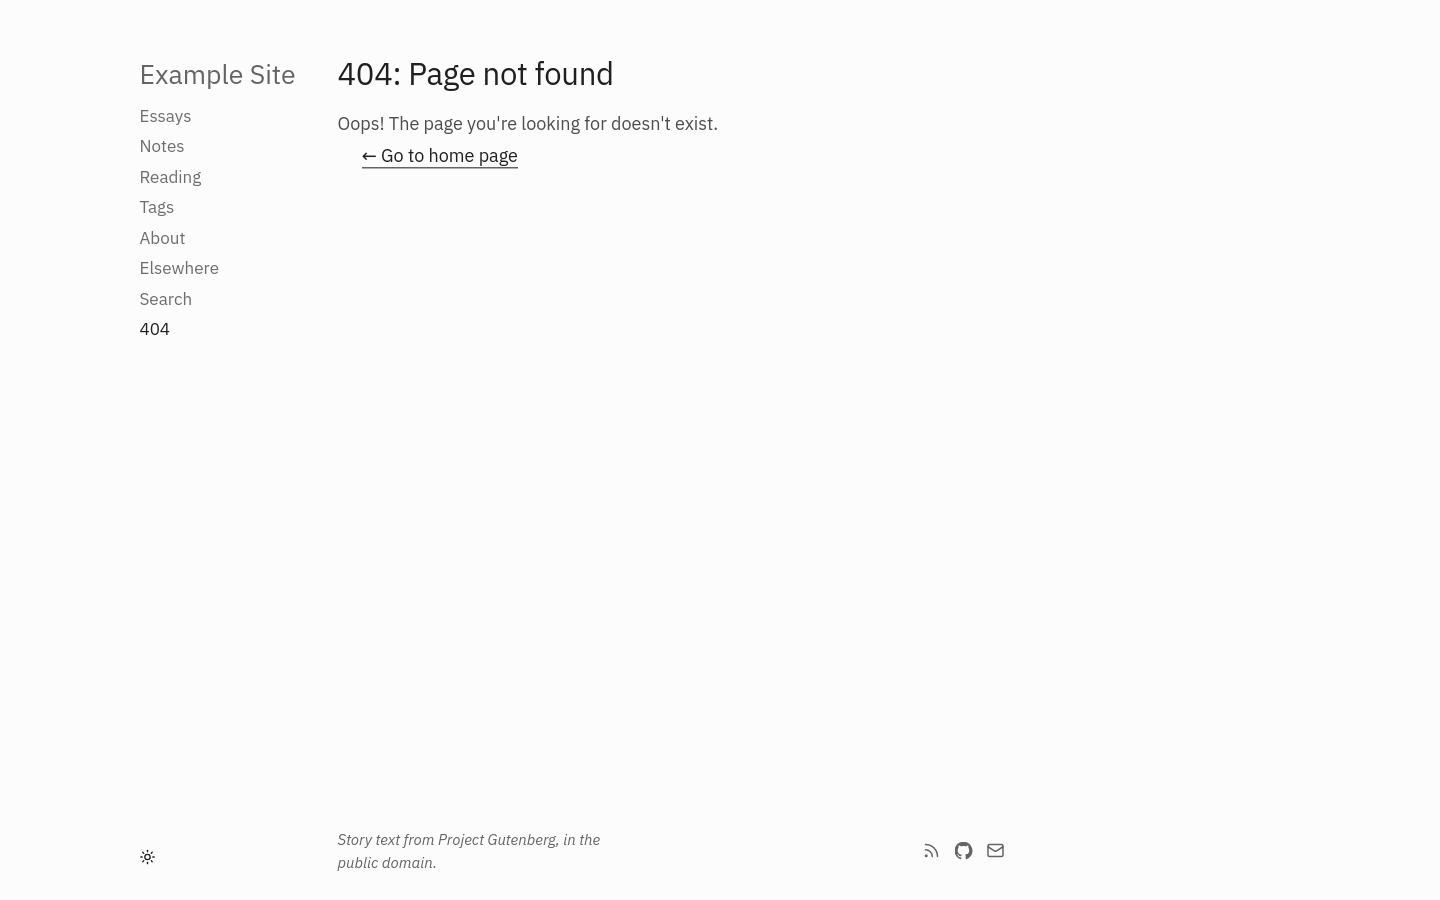 Example Site
Essays
Notes
Reading
Tags
About
Elsewhere
Search
404
404: Page not found
Oops! The page you're looking for doesn't exist.
← Go to home page
Story text from Project Gutenberg, in the
public domain.